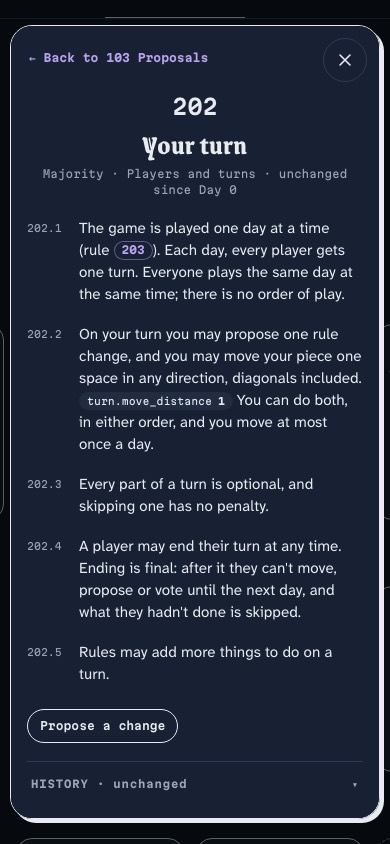 ← Back to 103 Proposals
202
Your turn
Majority · Players and turns · unchanged
since Day 0
202.1 The game is played one day at a time
(rule 203). Each day, every player gets
one turn. Everyone plays the same day at
the same time; there is no order of play.
202.2 On your turn you may propose one rule
change, and you may move your piece one
space in any direction, diagonals included.
turn.move_distance 1 You can do both,
in either order, and you move at most
once a day.
202.3 Every part of a turn is optional, and
skipping one has no penalty.
202.4 A player may end their turn at any time.
Ending is final: after it they can't move,
propose or vote until the next day, and
what they hadn't done is skipped.
202.5 Rules may add more things to do on a
turn.
Propose a change
HISTORY · unchanged